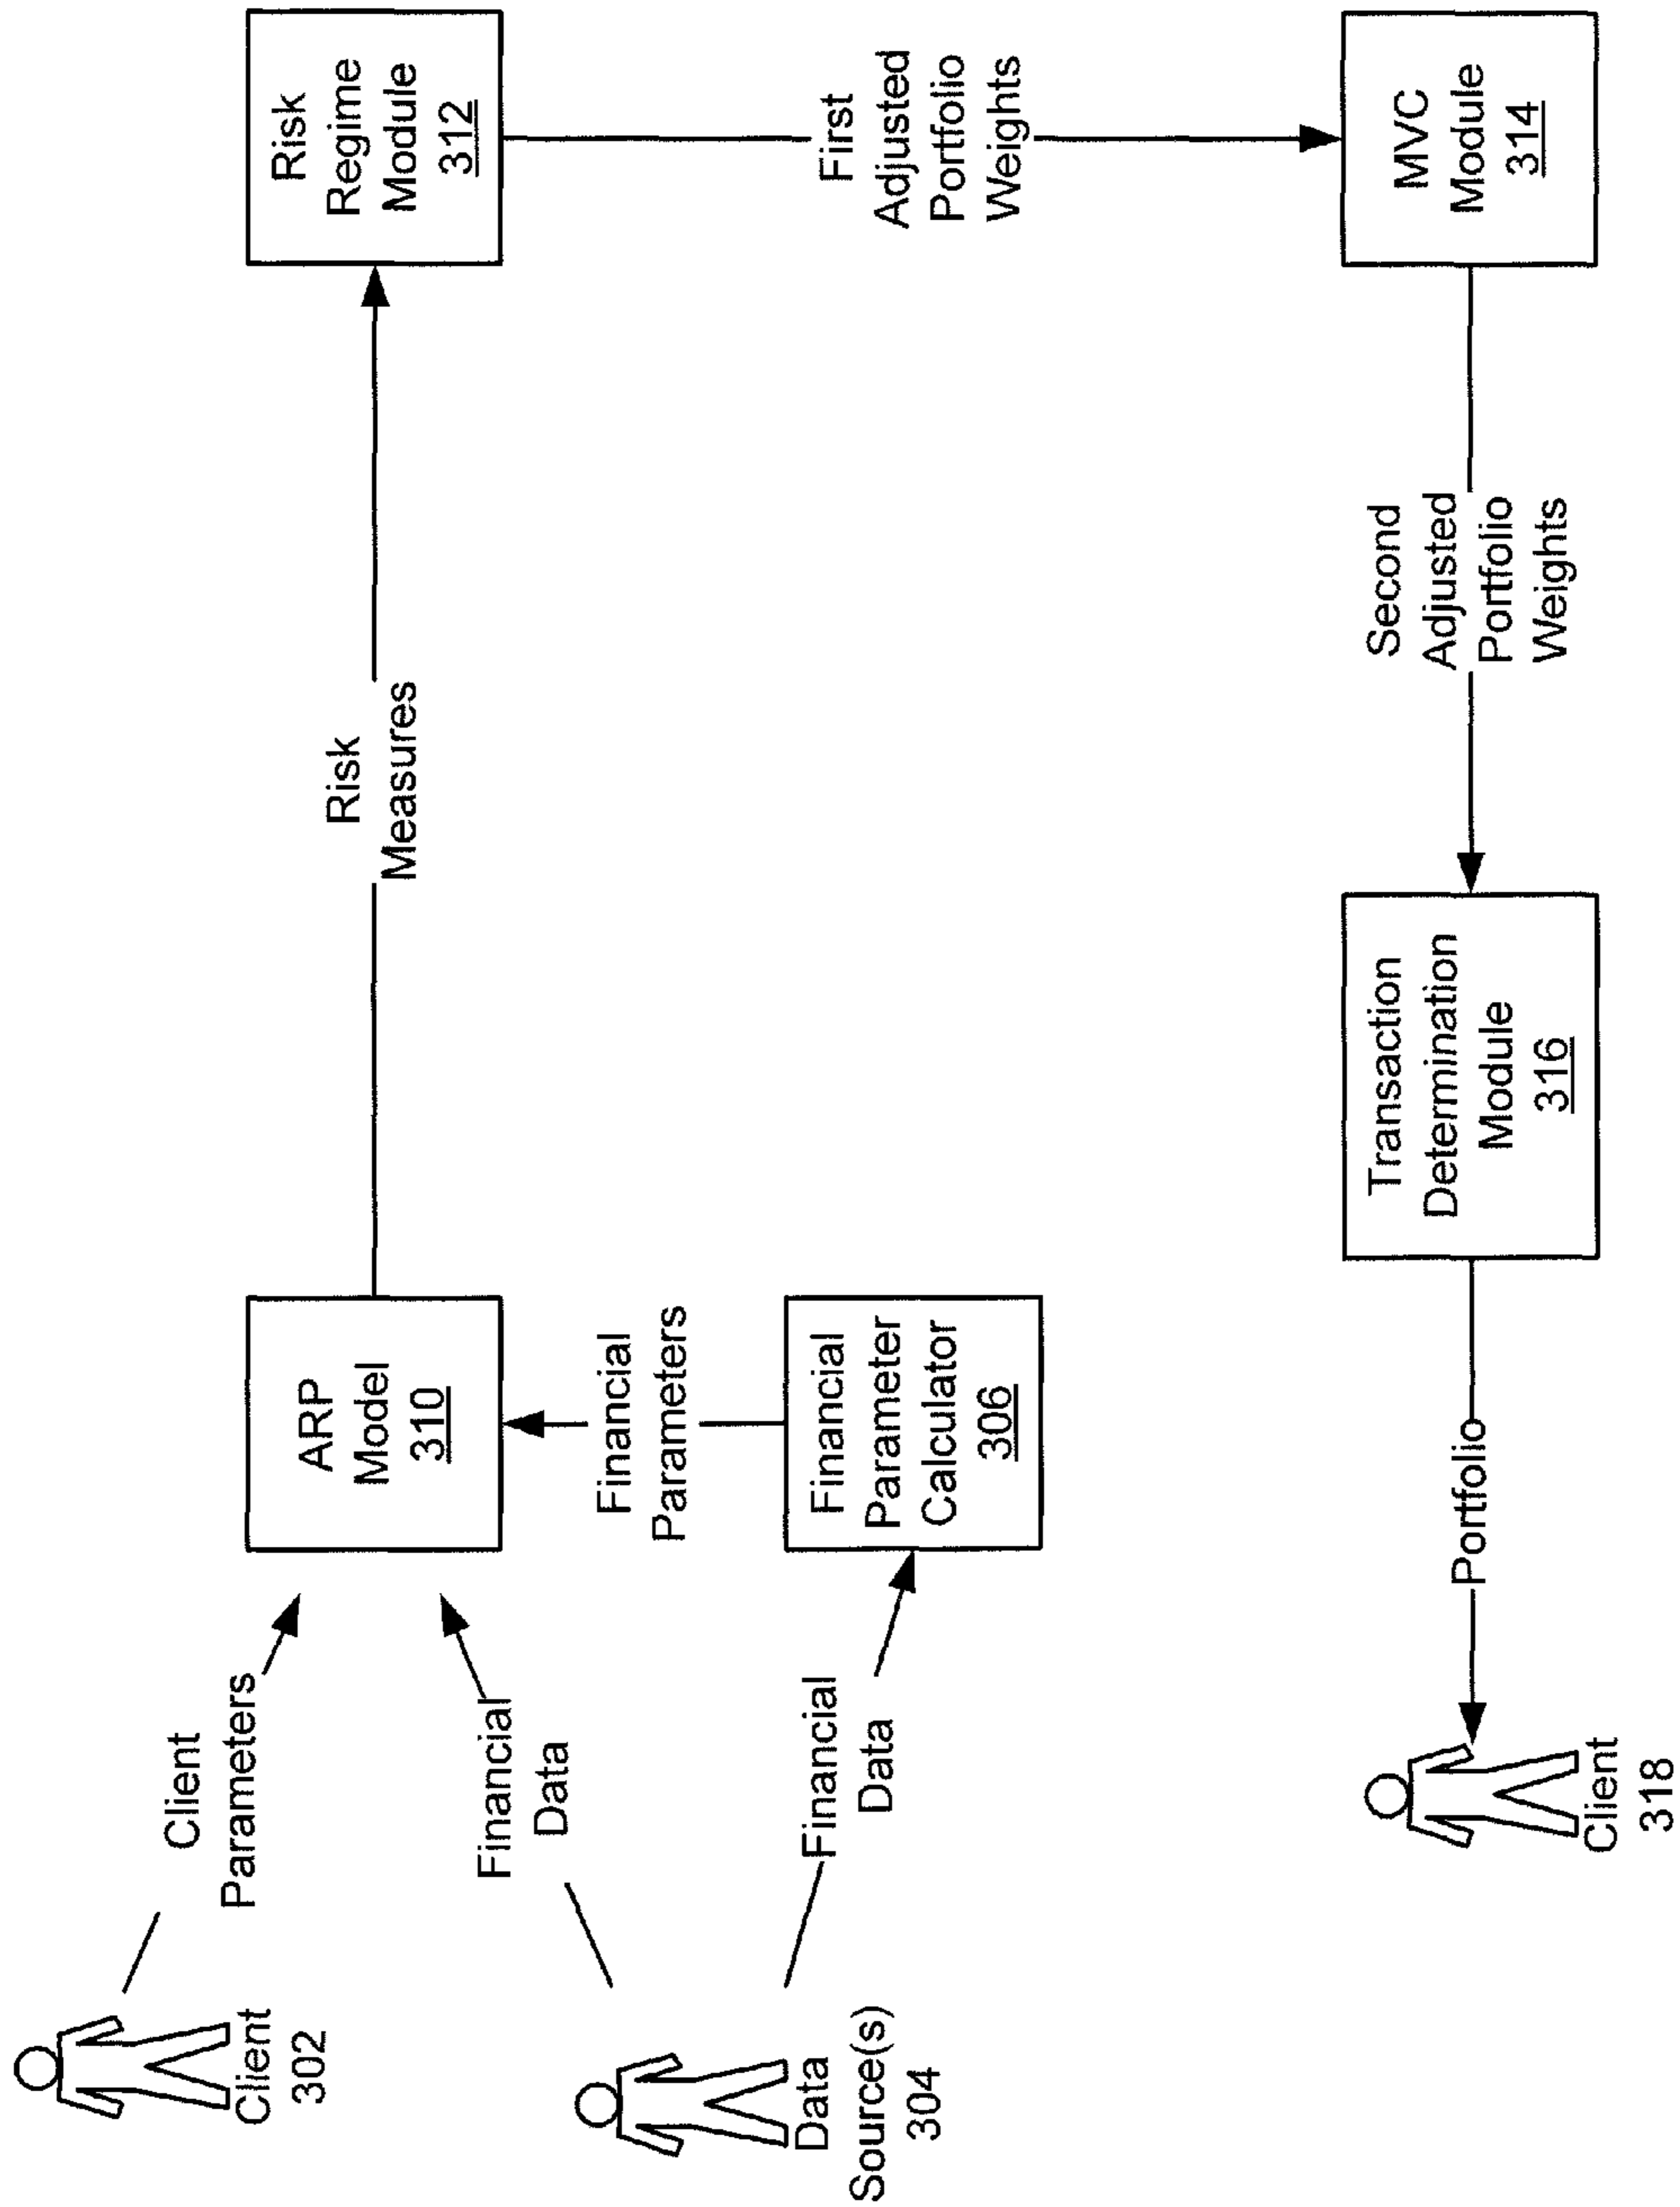 Client
302
Client
Parameters
Data
Source(s)
304
Financial
Data
Financial
Data
ARP
Model
310
Financial
Parameters
Financial
Parameter
Calculator
306
Risk
Measures
Risk
Regime
Module
312
First
Adjusted
Portfolio
Weights
MVC
Module
314
Second
Adjusted
Portfolio
Weights
Transaction
Determination
Module
316
Portfolio
Client
318